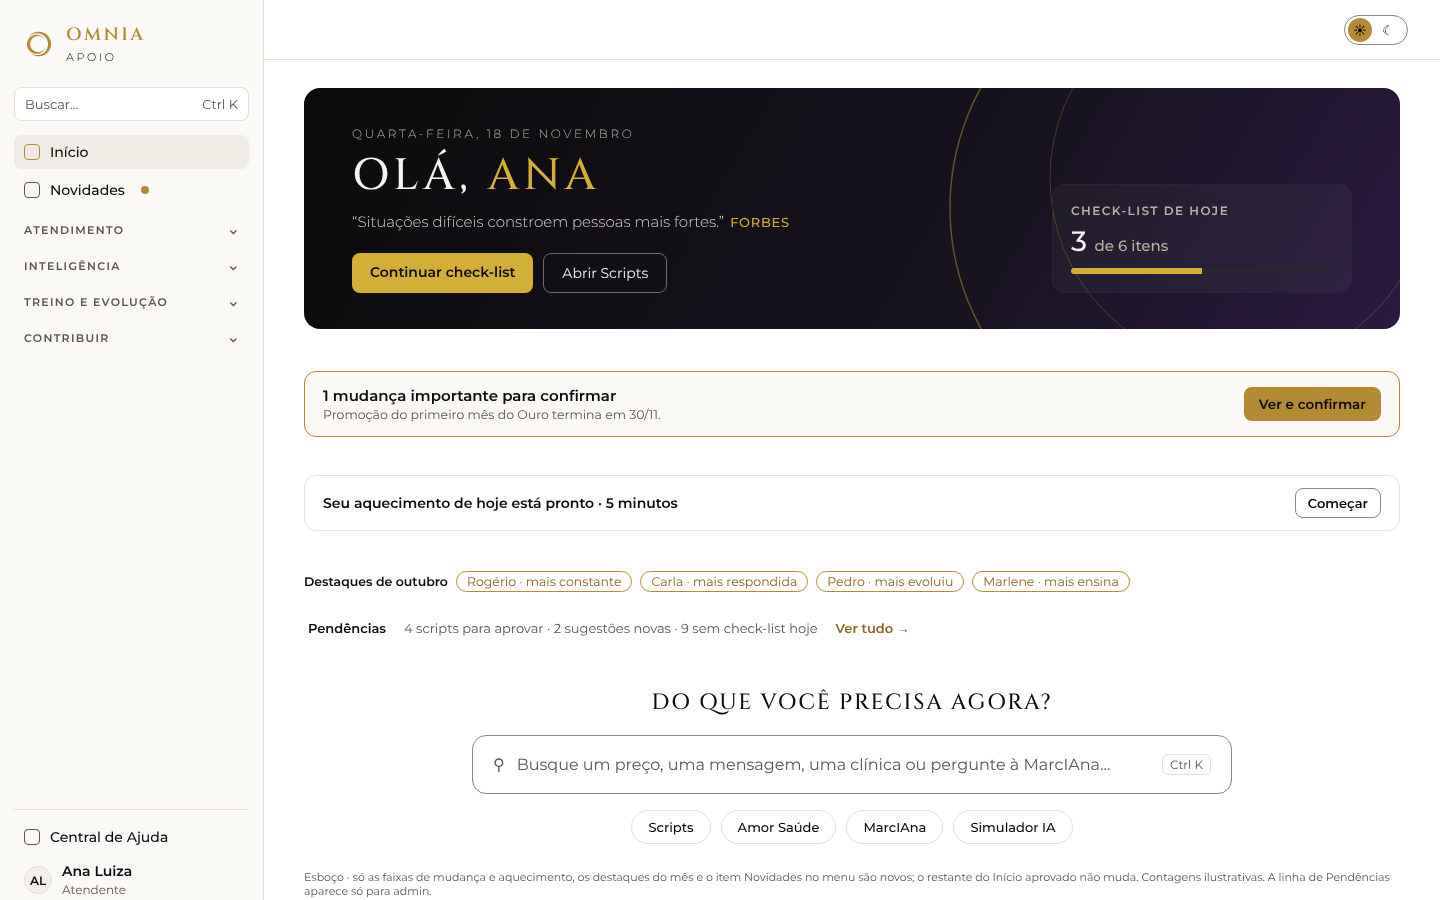 OMNIA
APOIO
Buscar... Ctrl K
Início
Novidades
ATENDIMENTO
INTELIGÊNCIA
TREINO E EVOLUÇÃO
CONTRIBUIR
Central de Ajuda
AL
Ana Luiza
Atendente
QUARTA-FEIRA, 18 DE NOVEMBRO
OLÁ, ANA
“Situações difíceis constroem pessoas mais fortes.” FORBES
Continuar check-list
Abrir Scripts
CHECK-LIST DE HOJE
3 de 6 itens
1 mudança importante para confirmar
Promoção do primeiro mês do Ouro termina em 30/11.
Ver e confirmar
Seu aquecimento de hoje está pronto · 5 minutos
Começar
Destaques de outubro Rogério · mais constante Carla · mais respondida Pedro · mais evoluiu Marlene · mais ensina
Pendências 4 scripts para aprovar · 2 sugestões novas · 9 sem check-list hoje Ver tudo →
DO QUE VOCÊ PRECISA AGORA?
Busque um preço, uma mensagem, uma clínica ou pergunte à MarcIAna... Ctrl K
Scripts Amor Saúde MarcIAna Simulador IA
Esboço · só as faixas de mudança e aquecimento, os destaques do mês e o item Novidades no menu são novos; o restante do Início aprovado não muda. Contagens ilustrativas. A linha de Pendências
aparece só para admin.